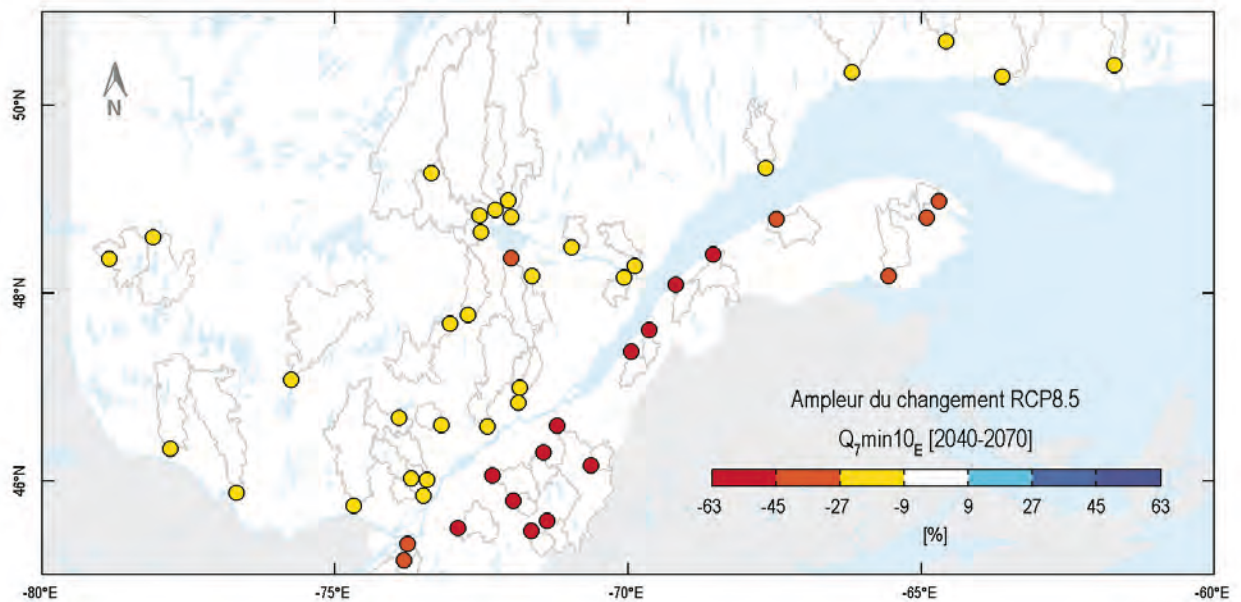 50°N
48°N
46°N
N
Ampleur du changement RCP8.5
Q7min10E [2040-2070]
-63 -45 -27 -9 9 27 45 63
[%]
-80°E -75°E -70°E -65°E -60°E